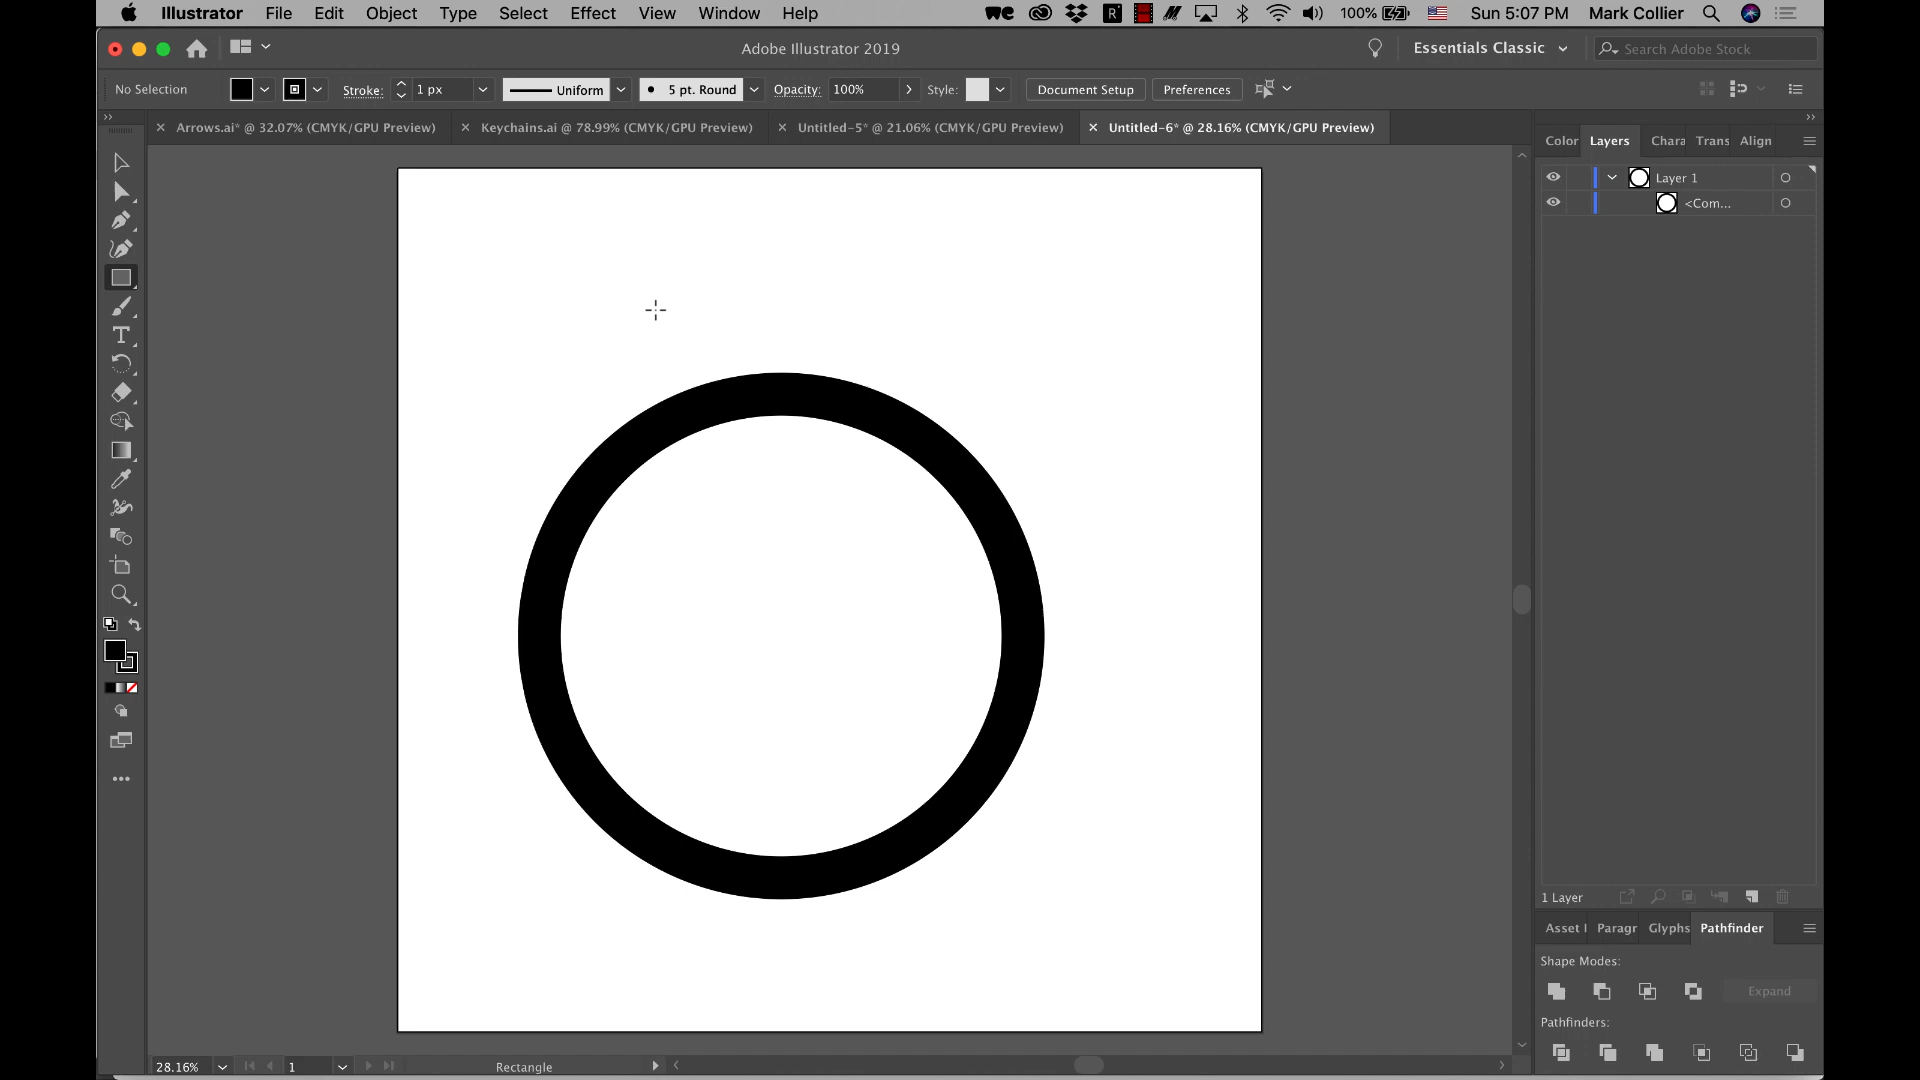 Illustrator File Edit Object Type Select Effect View Window Help 100% Sun 5:07 PM Mark Collier
Adobe Illustrator 2019 Essentials Classic Search Adobe Stock
No Selection Stroke: 1 px Uniform 5 pt. Round Opacity: 100% Style: Document Setup Preferences
Arrows.ai* @ 32.07% (CMYK/GPU Preview) Keychains.ai @ 78.99% (CMYK/GPU Preview) Untitled-5* @ 21.06% (CMYK/GPU Preview) Untitled-6* @ 28.16% (CMYK/GPU Preview)
Color Layers Chara Trans Align
Layer 1
<Com...
1 Layer
Asset I Paragr Glyphs Pathfinder
Shape Modes:
Expand
Pathfinders:
28.16% 1 Rectangle